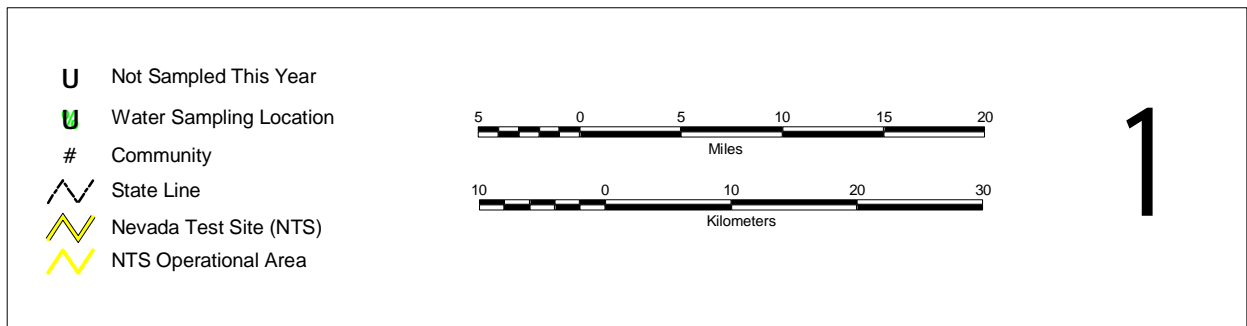 U Not Sampled This Year
U Water Sampling Location
# Community
State Line
Nevada Test Site (NTS)
NTS Operational Area
5 0 5 10 15 20
Miles
10 0 10 20 30
Kilometers
1